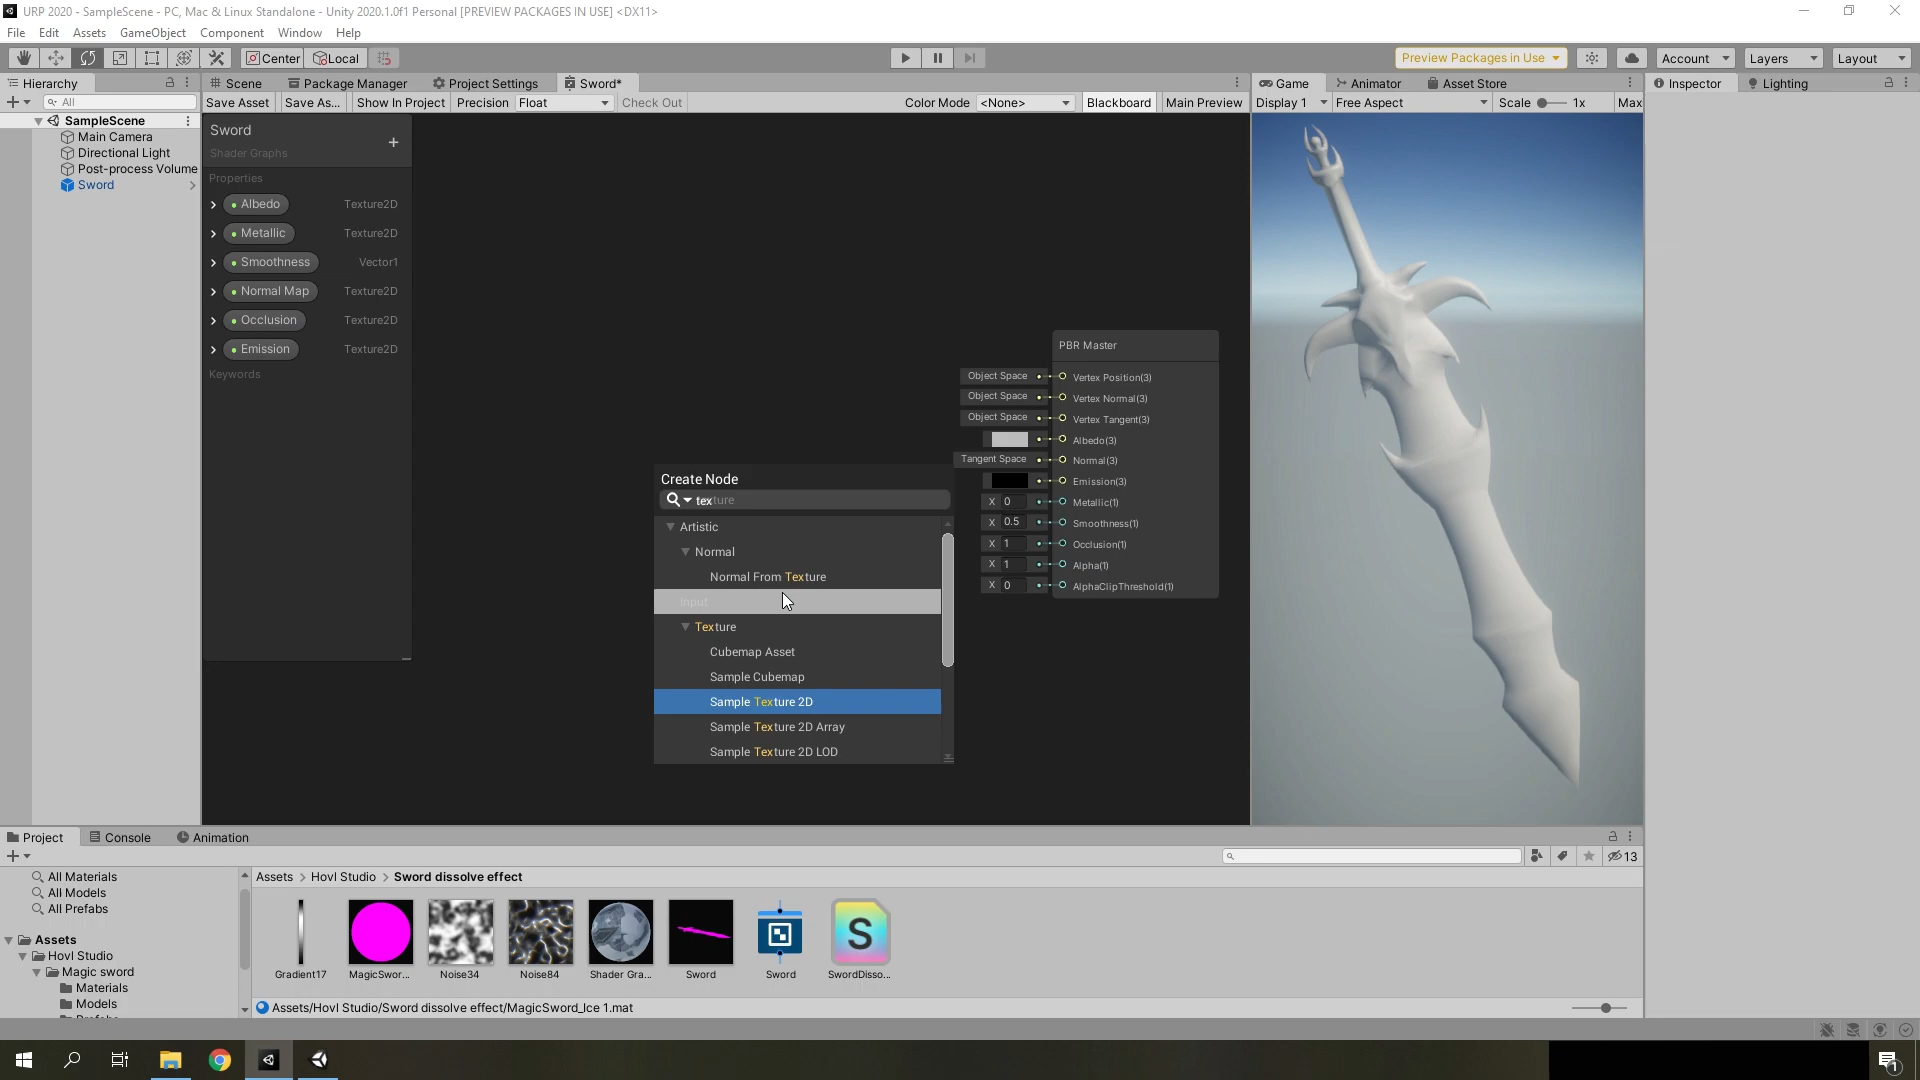 URP 2020 - SampleScene - PC, Mac & Linux Standalone - Unity 2020.1.0f1 Personal [PREVIEW PACKAGES IN USE] <DX11>
File Edit Assets GameObject Component Window Help
Center Local Preview Packages in Use Account Layers Layout
Hierarchy Scene Package Manager Project Settings Sword* Game Animator Asset Store Inspector Lighting
All Save Asset Save As... Show In Project Precision Float Check Out Color Mode <None> Blackboard Main Preview Display 1 Free Aspect Scale 1x Max
SampleScene
Main Camera
Directional Light
Post-process Volume
Sword
Sword
Shader Graphs
Properties
Albedo Texture2D
Metallic Texture2D
Smoothness Vector1
Normal Map Texture2D
Occlusion Texture2D
Emission Texture2D
Keywords
PBR Master
Object Space Vertex Position(3)
Object Space Vertex Normal(3)
Object Space Vertex Tangent(3)
Albedo(3)
Tangent Space Normal(3)
Emission(3)
X 0 Metallic(1)
X 0.5 Smoothness(1)
X 1 Occlusion(1)
X 1 Alpha(1)
X 0 AlphaClipThreshold(1)
Create Node
texture
Artistic
Normal
Normal From Texture
Input
Texture
Cubemap Asset
Sample Cubemap
Sample Texture 2D
Sample Texture 2D Array
Sample Texture 2D LOD
Project Console Animation
13
All Materials
All Models
All Prefabs
Assets
Hovl Studio
Magic sword
Materials
Models
Assets > Hovl Studio > Sword dissolve effect
Gradient17 MagicSwor... Noise34 Noise84 Shader Gra... Sword Sword SwordDisso...
S
Assets/Hovl Studio/Sword dissolve effect/MagicSword_Ice 1.mat
1